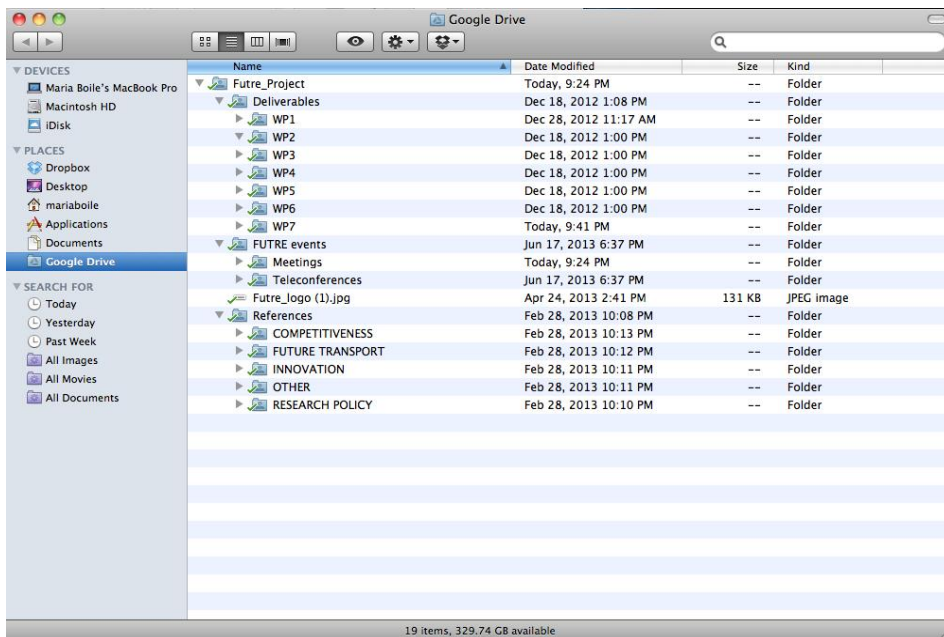 Google Drive
Name Date Modified Size Kind
DEVICES
Maria Boile's MacBook Pro
Macintosh HD
iDisk
PLACES
Dropbox
Desktop
mariaboile
Applications
Documents
Google Drive
SEARCH FOR
Today
Yesterday
Past Week
All Images
All Movies
All Documents
Futre_Project Today, 9:24 PM -- Folder
Deliverables Dec 18, 2012 1:08 PM -- Folder
WP1 Dec 28, 2012 11:17 AM -- Folder
WP2 Dec 18, 2012 1:00 PM -- Folder
WP3 Dec 18, 2012 1:00 PM -- Folder
WP4 Dec 18, 2012 1:00 PM -- Folder
WP5 Dec 18, 2012 1:00 PM -- Folder
WP6 Dec 18, 2012 1:00 PM -- Folder
WP7 Today, 9:41 PM -- Folder
FUTRE events Jun 17, 2013 6:37 PM -- Folder
Meetings Today, 9:24 PM -- Folder
Teleconferences Jun 17, 2013 6:37 PM -- Folder
Futre_logo (1).jpg Apr 24, 2013 2:41 PM 131 KB JPEG image
References Feb 28, 2013 10:08 PM -- Folder
COMPETITIVENESS Feb 28, 2013 10:13 PM -- Folder
FUTURE TRANSPORT Feb 28, 2013 10:12 PM -- Folder
INNOVATION Feb 28, 2013 10:11 PM -- Folder
OTHER Feb 28, 2013 10:11 PM -- Folder
RESEARCH POLICY Feb 28, 2013 10:10 PM -- Folder
19 items, 329.74 GB available